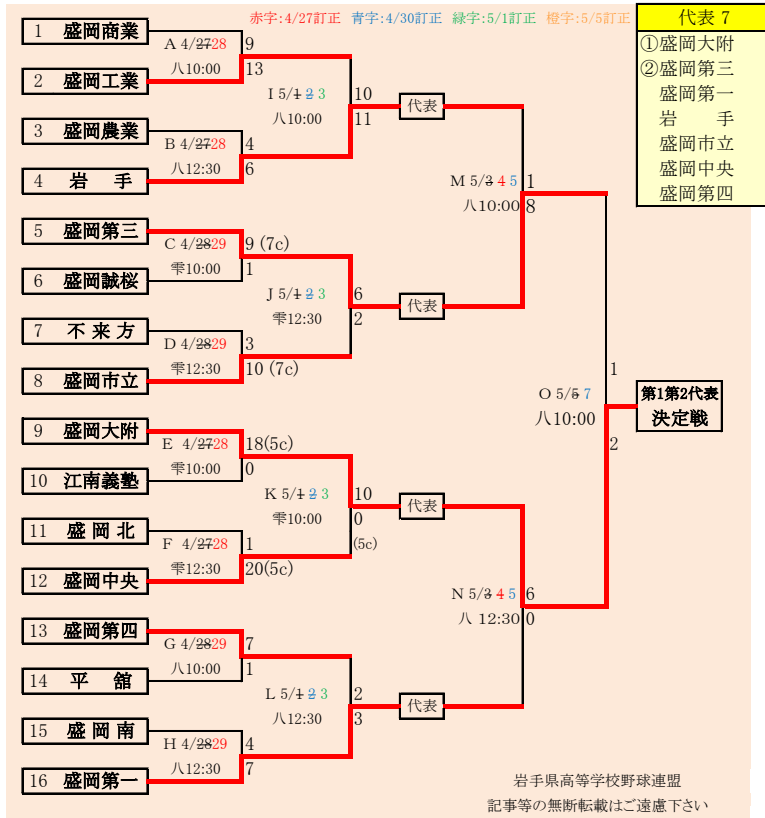 赤字:4/27訂正 青字:4/30訂正 緑字:5/1訂正 橙字:5/5訂正
代表 7
①盛岡大附
②盛岡第三
盛岡第一
岩 手
盛岡市立
盛岡中央
盛岡第四
1 盛岡商業
A 4/2728 9
2 盛岡工業
八10:00 13
I 5/1 2 3 10
八10:00 11
代表
3 盛岡農業
B 4/2728 4
八12:30 6
4 岩 手
M 5/3 4 5 1
八10:00 8
5 盛岡第三
C 4/2829 9 (7c)
雫10:00 1
6 盛岡誠桜
J 5/1 2 3 6
雫12:30 2
代表
7 不来方
D 4/2829 3
雫12:30 10 (7c)
8 盛岡市立
1
O 5/5 7
八10:00
2
第1第2代表
決定戦
9 盛岡大附
E 4/2728 18(5c)
雫10:00 0
10 江南義塾
K 5/1 2 3 10
雫10:00 0
(5c)
代表
11 盛岡北
F 4/2728 1
雫12:30 20(5c)
12 盛岡中央
N 5/3 4 5 6
八 12:30 0
13 盛岡第四
G 4/2829 7
八10:00 1
14 平 舘
L 5/1 2 3 2
八12:30 3
代表
15 盛岡南
H 4/2829 4
八12:30 7
16 盛岡第一
岩手県高等学校野球連盟
記事等の無断転載はご遠慮下さい